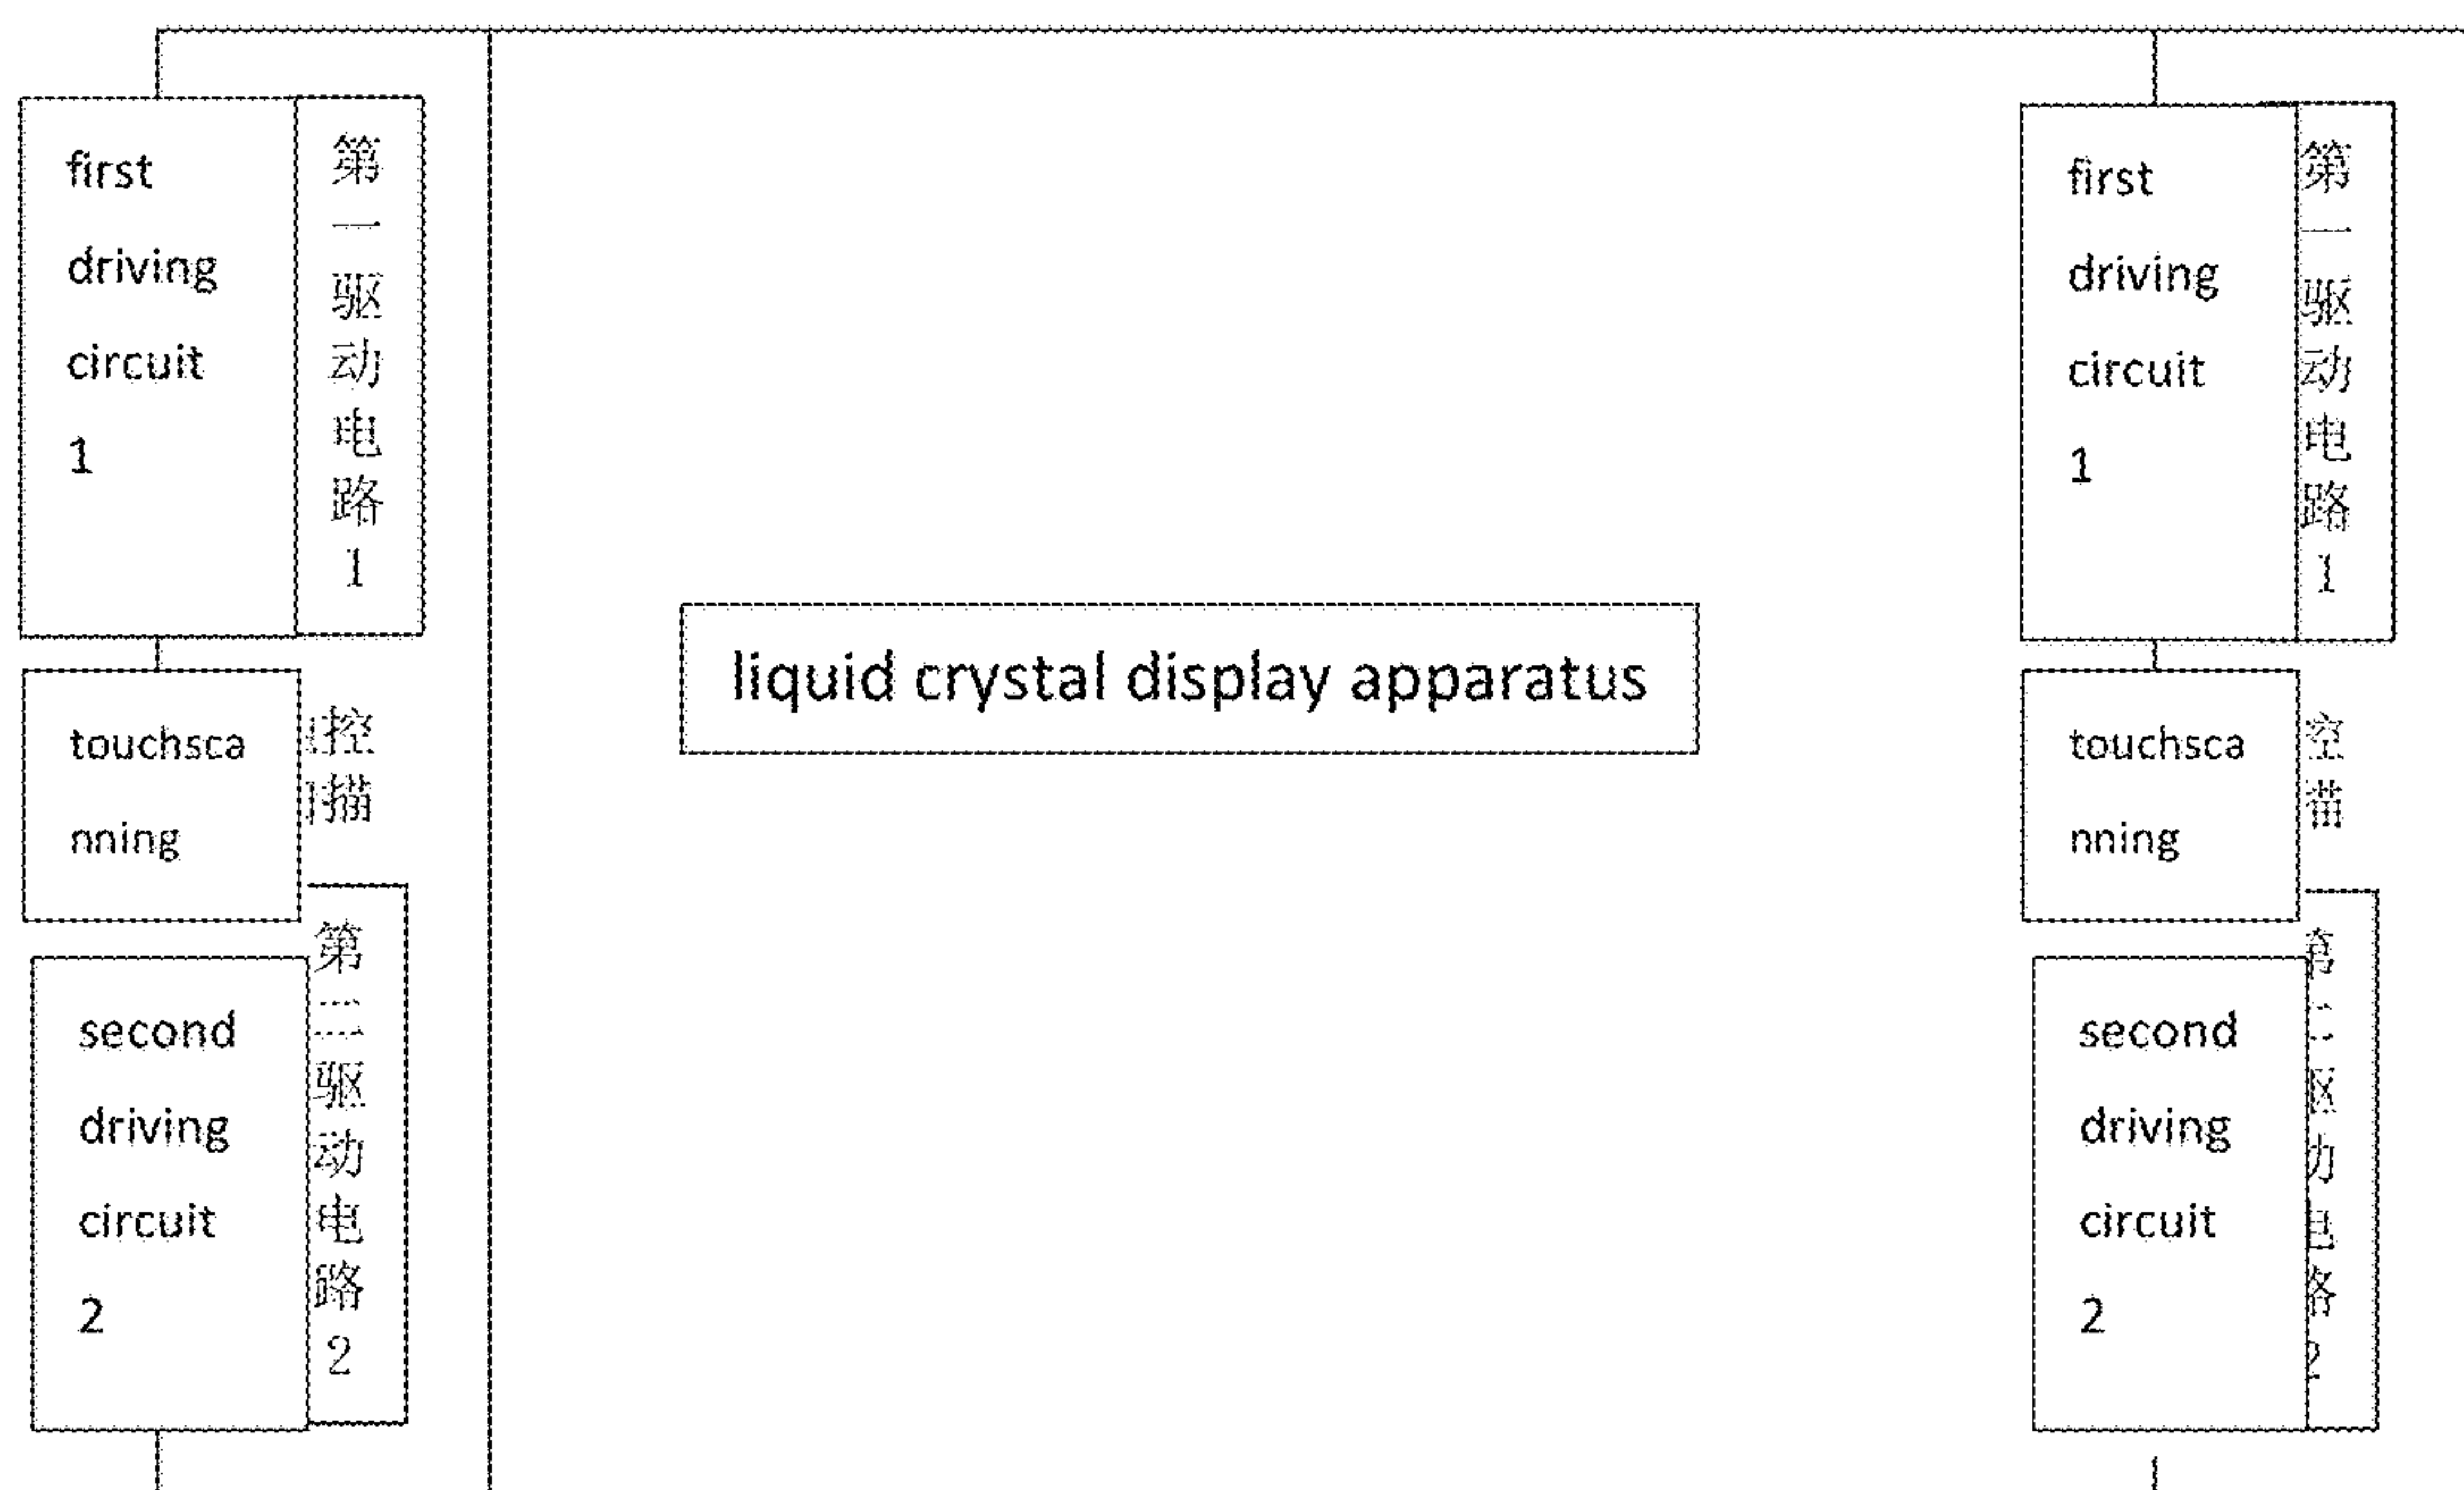 first
driving
circuit
1
第一驱动电路1
touchsca
nning
控
描
second
driving
circuit
2
第二驱动电路2
liquid crystal display apparatus
first
driving
circuit
1
第一驱动电路1
touchsca
nning
second
driving
circuit
2